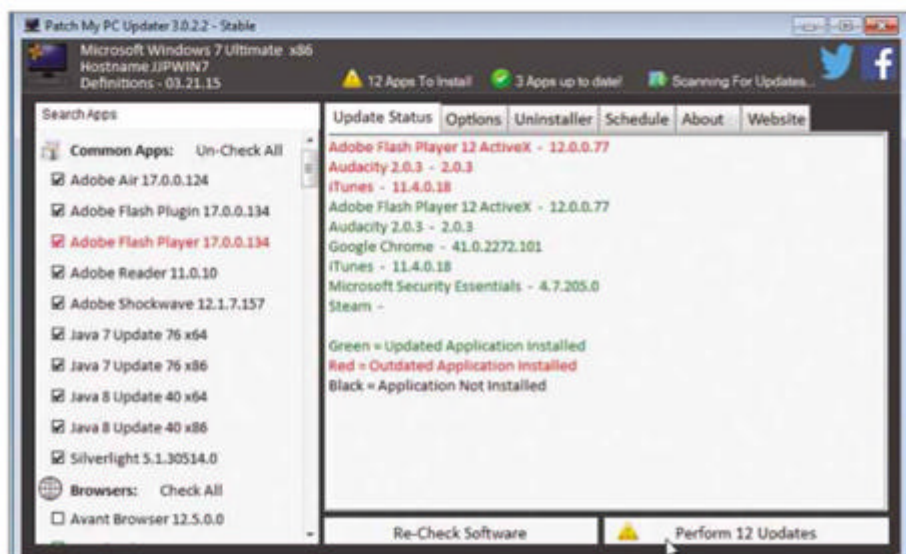 Patch My PC Updater 3.0.2.2 - Stable
Microsoft Windows 7 Ultimate x86
Hostname JJPWIN7
Definitions - 03.21.15
12 Apps To Install
3 Apps up to date!
Scanning For Updates...
Search Apps
Common Apps: Un-Check All
Adobe Air 17.0.0.124
Adobe Flash Plugin 17.0.0.134
Adobe Flash Player 17.0.0.134
Adobe Reader 11.0.10
Adobe Shockwave 12.1.7.157
Java 7 Update 76 x64
Java 7 Update 76 x86
Java 8 Update 40 x64
Java 8 Update 40 x86
Silverlight 5.1.30514.0
Browsers: Check All
Avant Browser 12.5.0.0
Update Status Options Uninstaller Schedule About Website
Adobe Flash Player 12 ActiveX - 12.0.0.77
Audacity 2.0.3 - 2.0.3
iTunes - 11.4.0.18
Adobe Flash Player 12 ActiveX - 12.0.0.77
Audacity 2.0.3 - 2.0.3
Google Chrome - 41.0.2272.101
iTunes - 11.4.0.18
Microsoft Security Essentials - 4.7.205.0
Steam -
Green = Updated Application Installed
Red = Outdated Application Installed
Black = Application Not Installed
Re-Check Software
Perform 12 Updates